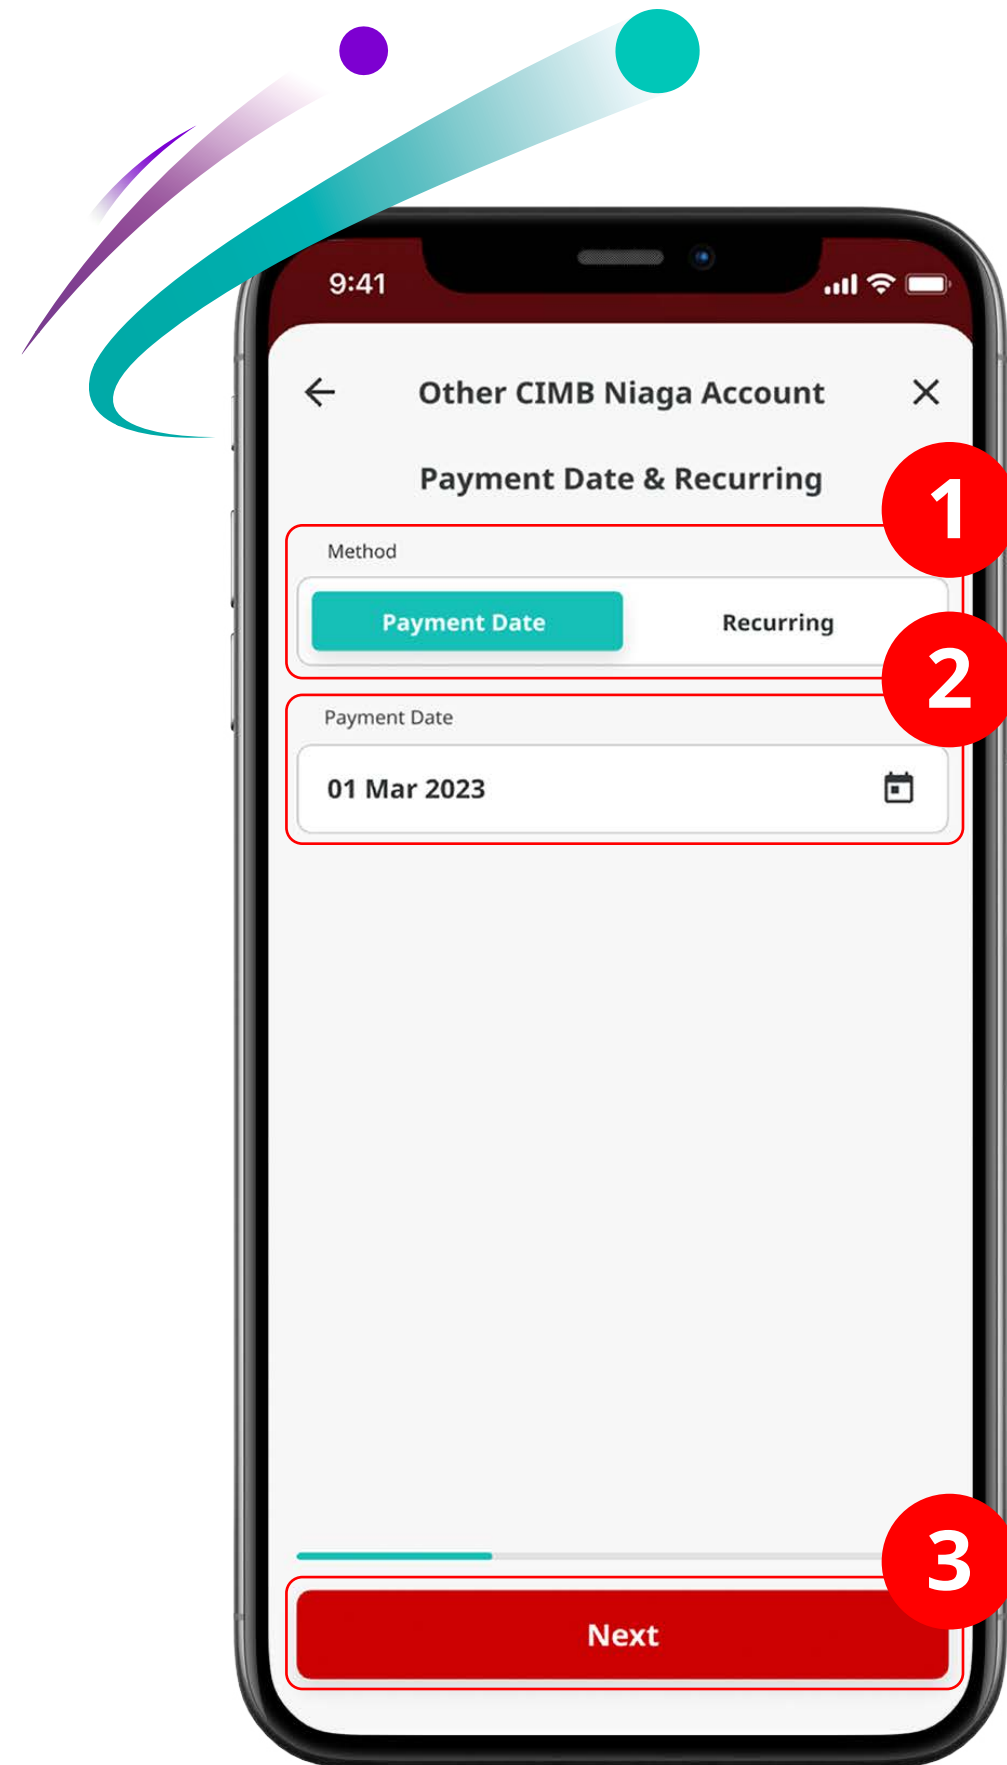 9:41
Other CIMB Niaga Account
Payment Date & Recurring
1
Method
Payment Date Recurring
2
Payment Date
01 Mar 2023
3
Next